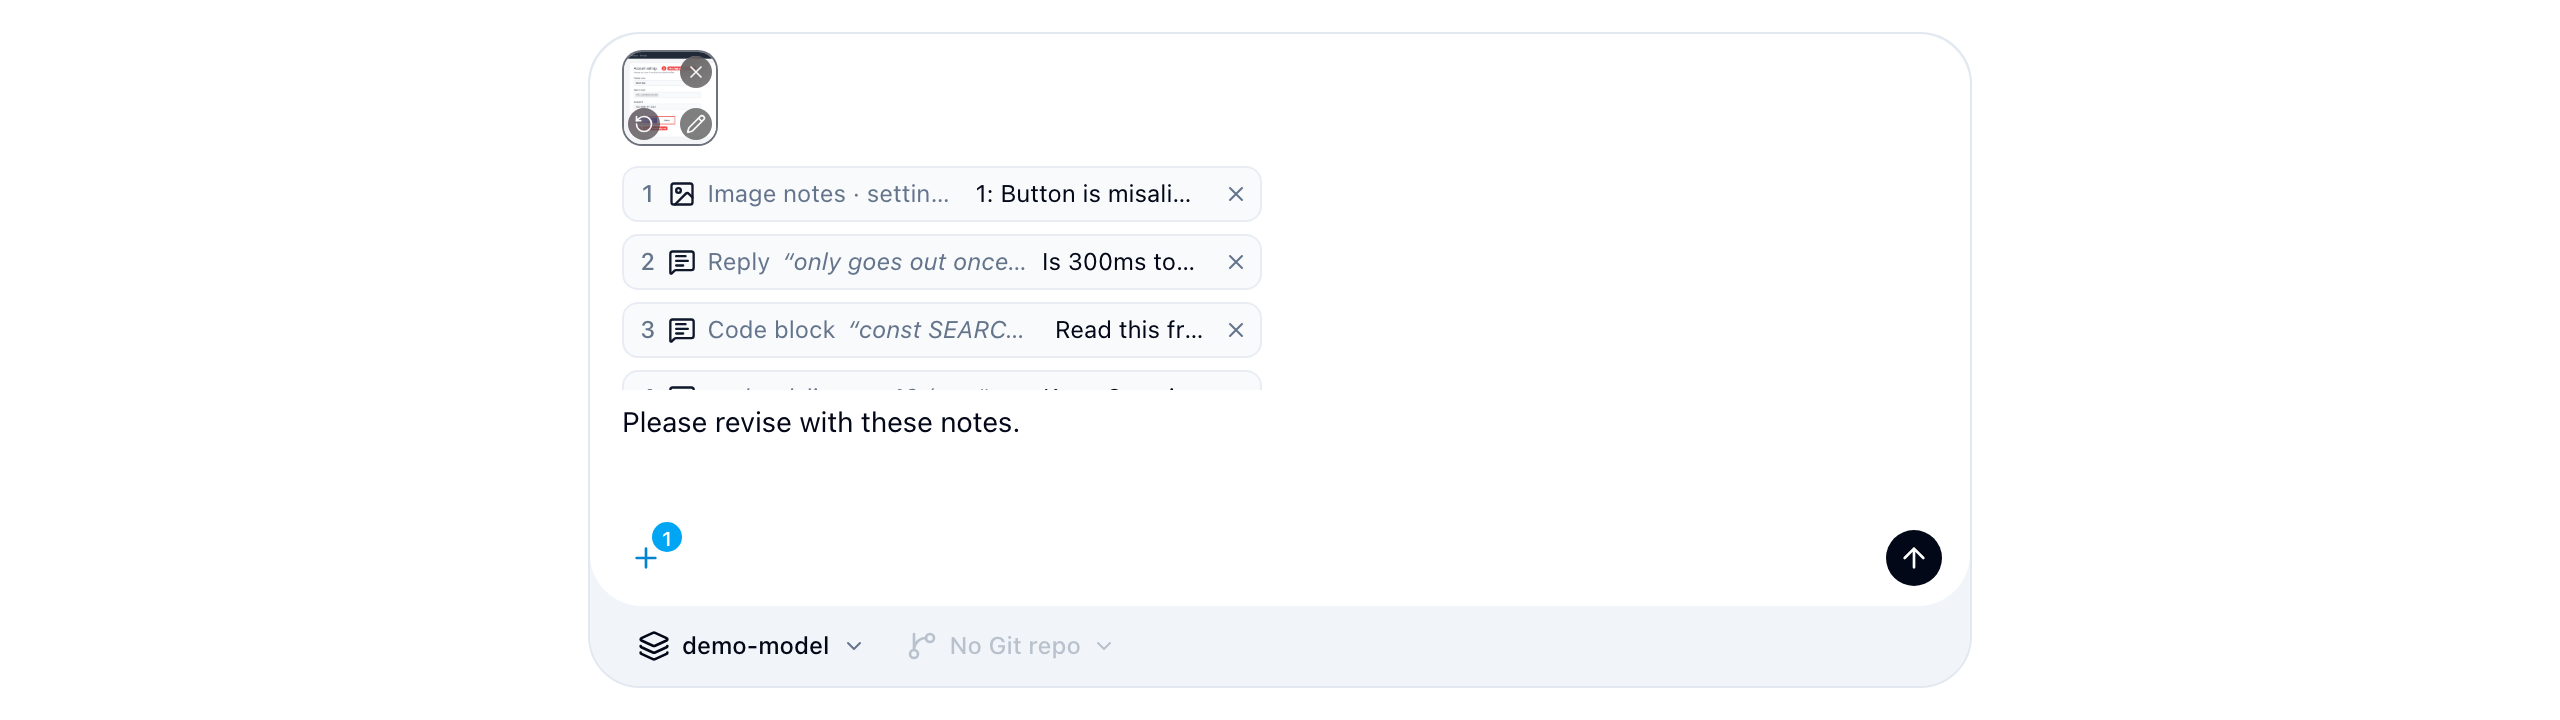 1 Image notes · settin... 1: Button is misali...
2 Reply “only goes out once... Is 300ms to...
3 Code block “const SEARC... Read this fr...
Please revise with these notes.
1
demo-model No Git repo